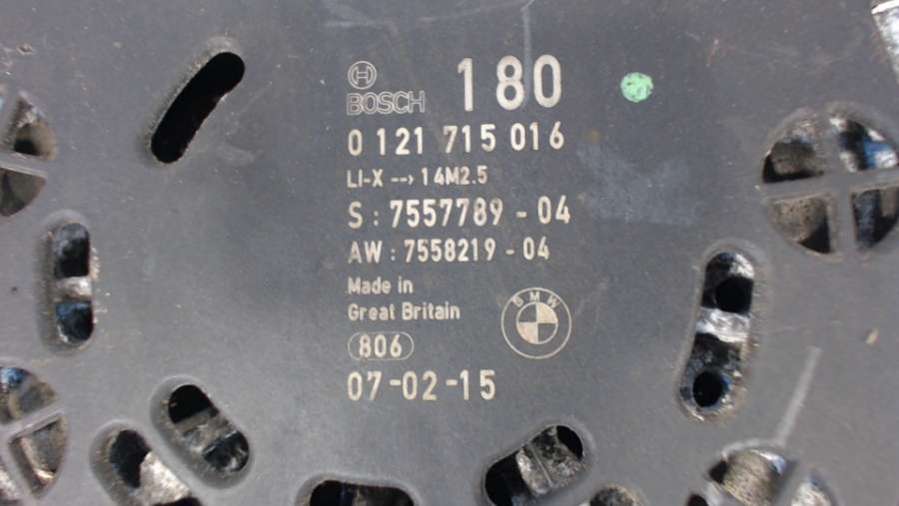 BOSCH 180
0 121 715 016
LI-X --> 14M2.5
S: 7557789-04
AW: 7558219-04
Made in
Great Britain
BMW
806
07-02-15